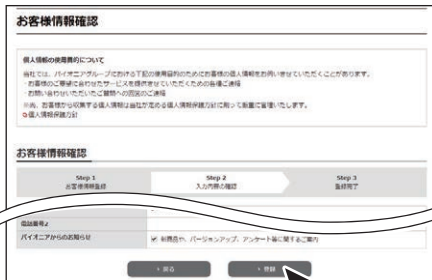 お客様情報確認
個人情報の使用目的について
当社では、パイオニアグループにおける下記の使用目的のためにお客様の個人情報をお伺いさせていただくことがあります。
・お客様のご要望に合わせたサービスを提供させていただくための各種ご連絡
・お問い合わせいただいたご質問への回答のご連絡
※尚、お客様から収集する個人情報は当社が定める個人情報保護方針に則って厳重に管理いたします。
個人情報保護方針
お客様情報確認
Step 1
お客様情報登録
Step 2
入力内容の確認
Step 3
登録完了
電話番号2
パイオニアからのお知らせ
新商品や、バージョンアップ、アンケート等に関するご案内
戻る
登録